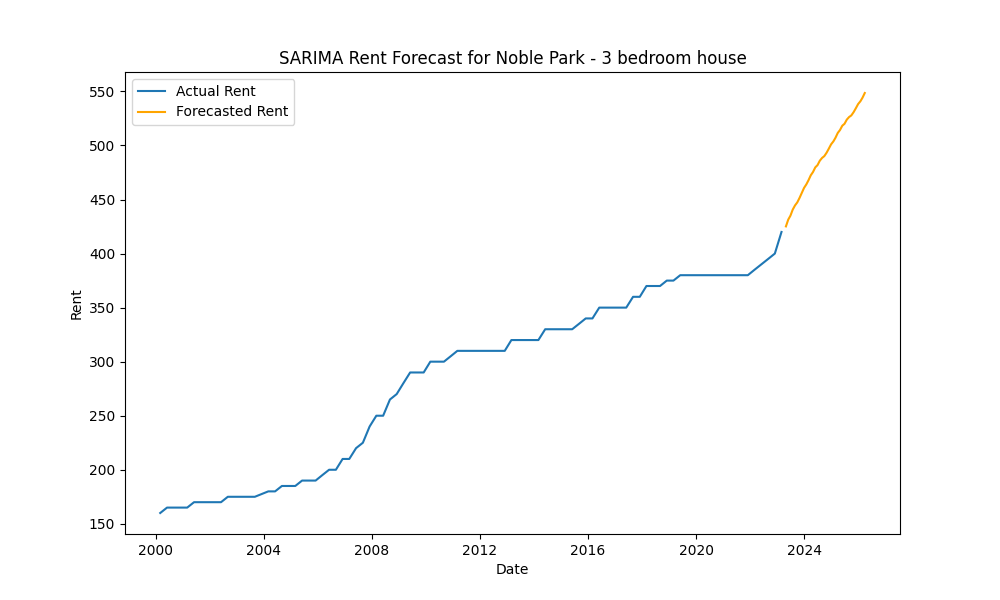 SARIMA Rent Forecast for Noble Park - 3 bedroom house
Actual Rent
Forecasted Rent
550
500
450
400
350
300
250
200
150
Rent
2000 2004 2008 2012 2016 2020 2024
Date